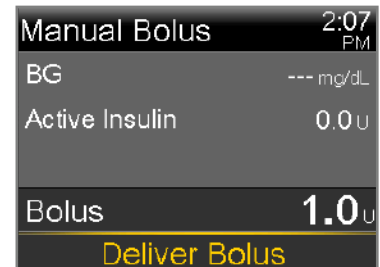 Manual Bolus 2:07 PM
BG --- mg/dL
Active Insulin 0.0 U
Bolus 1.0 U
Deliver Bolus